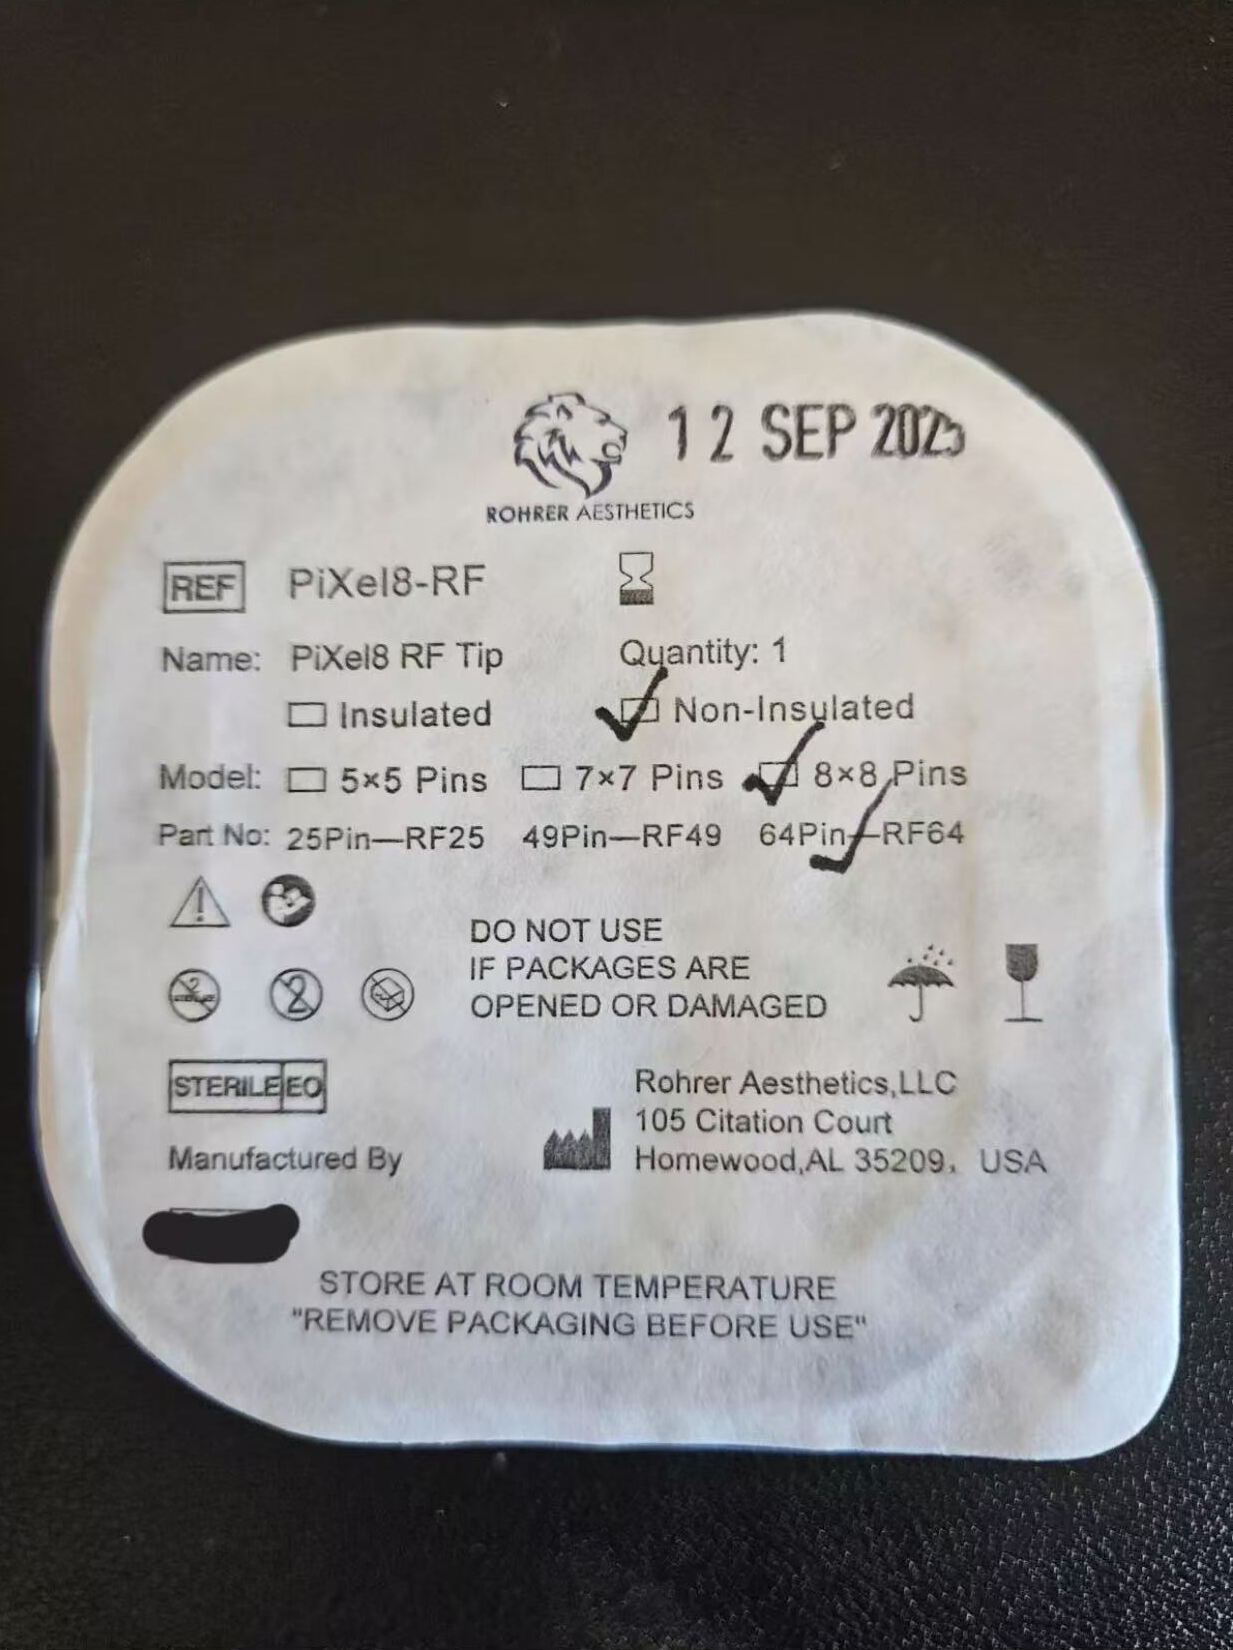 12 SEP 2025
ROHRER AESTHETICS
REF PiXel8-RF
Name: PiXel8 RF Tip Quantity: 1
Insulated Non-Insulated
Model: 5×5 Pins 7×7 Pins 8×8 Pins
Part No: 25Pin—RF25 49Pin—RF49 64Pin—RF64
DO NOT USE
IF PACKAGES ARE
OPENED OR DAMAGED
2
STERILE EO
Rohrer Aesthetics,LLC
105 Citation Court
Manufactured By
Homewood,AL 35209, USA
STORE AT ROOM TEMPERATURE
"REMOVE PACKAGING BEFORE USE"